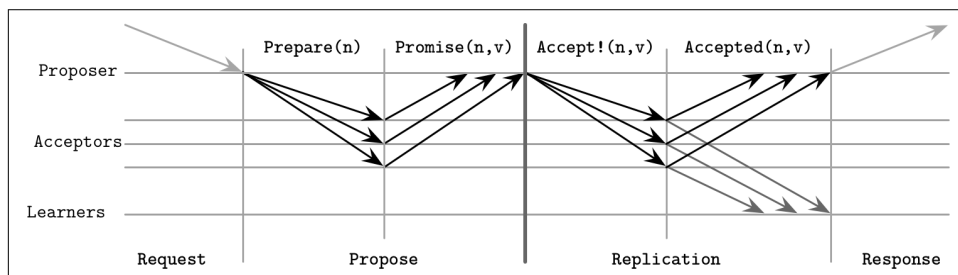 Prepare(n) Promise(n,v) Accept!(n,v) Accepted(n,v)
Proposer
Acceptors
Learners
Request Propose Replication Response